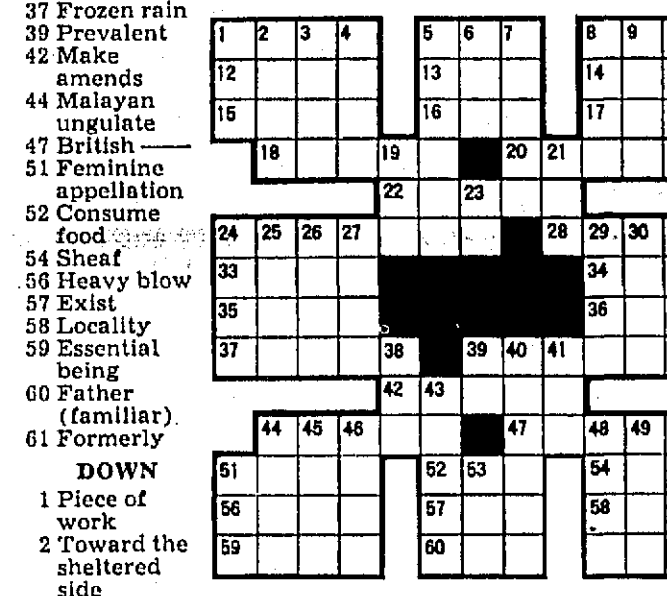 37 Frozen rain
39 Prevalent
42 Make
amends
44 Malayan
ungulate
47 British ——
51 Feminine
appellation
52 Consume
food
54 Sheaf
56 Heavy blow
57 Exist
58 Locality
59 Essential
being
60 Father
(familiar)
61 Formerly
DOWN
1 Piece of
work
2 Toward the
sheltered
side
1 2 3 4 5 6 7 8 9
12 13 14
15 16 17
18 19 20 21
22 23
24 25 26 27 28 29 30
33 34
35 36
37 38 39 40 41
42 43
44 45 46 47 48 49
51 52 53 54
56 57 58
59 60